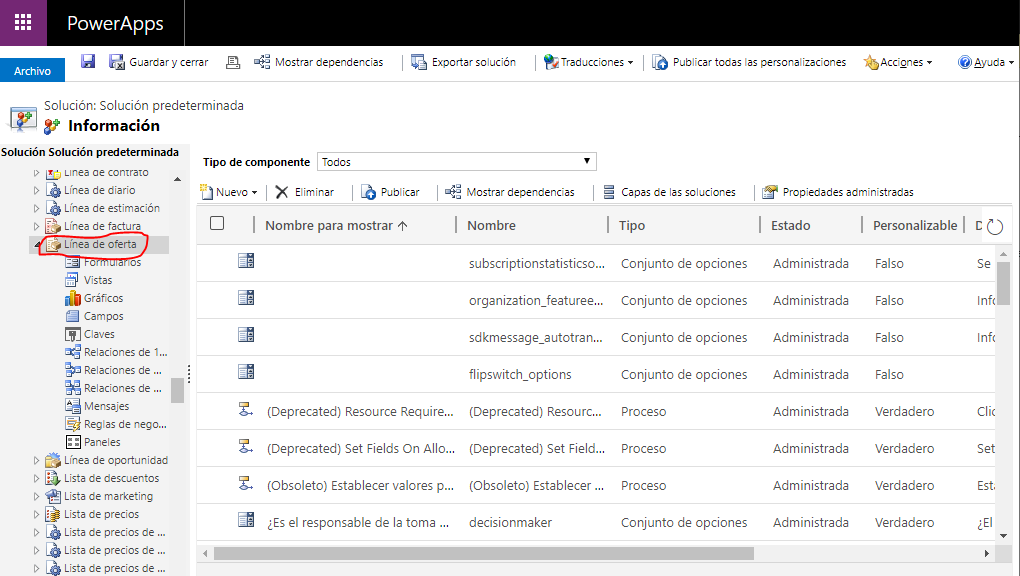 PowerApps
Archivo
Guardar y cerrar
Mostrar dependencias
Exportar solución
Traducciones
Publicar todas las personalizaciones
Acciones
Ayuda
Solución: Solución predeterminada
Información
Solución Solución predeterminada
Línea de contrato
Línea de diario
Línea de estimación
Línea de factura
Línea de oferta
Formularios
Vistas
Gráficos
Campos
Claves
Relaciones de 1...
Relaciones de ...
Relaciones de ...
Mensajes
Reglas de nego...
Paneles
Línea de oportunidad
Lista de descuentos
Lista de marketing
Lista de precios
Lista de precios de ...
Lista de precios de ...
Lista de precios de ...
Tipo de componente Todos
Nuevo Eliminar Publicar Mostrar dependencias Capas de las soluciones Propiedades administradas
Nombre para mostrar Nombre Tipo Estado Personalizable D
subscriptionstatisticso... Conjunto de opciones Administrada Falso Se
organization_featuree... Conjunto de opciones Administrada Falso Info
sdkmessage_autotran... Conjunto de opciones Administrada Falso Info
flipswitch_options Conjunto de opciones Administrada Falso
(Deprecated) Resource Require... (Deprecated) Resourc... Proceso Administrada Verdadero Clic
(Deprecated) Set Fields On Allo... (Deprecated) Set Field... Proceso Administrada Verdadero Set
(Obsoleto) Establecer valores p... (Obsoleto) Establecer ... Proceso Administrada Verdadero Esta
¿Es el responsable de la toma ... decisionmaker Conjunto de opciones Administrada Verdadero ¿El